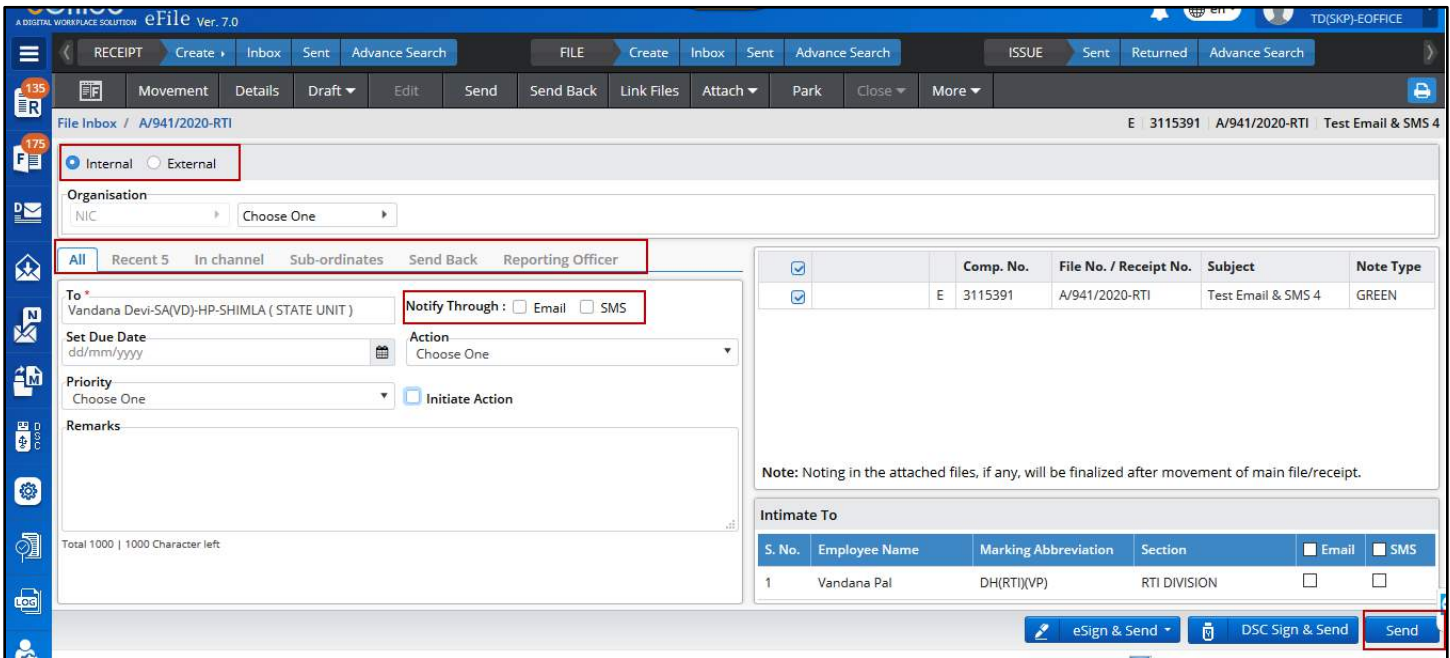 A DIGITAL WORKPLACE SOLUTION eFile Ver. 7.0 en TD(SKP)-EOFFICE
RECEIPT Create Inbox Sent Advance Search FILE Create Inbox Sent Advance Search ISSUE Sent Returned Advance Search
135 R F Movement Details Draft Edit Send Send Back Link Files Attach Park Close More
File Inbox / A/941/2020-RTI E 3115391 A/941/2020-RTI Test Email & SMS 4
175 F
Internal External
Organisation
D NIC Choose One
All Recent 5 In channel Sub-ordinates Send Back Reporting Officer
Comp. No. File No. / Receipt No. Subject Note Type
E 3115391 A/941/2020-RTI Test Email & SMS 4 GREEN
To *
Vandana Devi-SA(VD)-HP-SHIMLA ( STATE UNIT ) Notify Through : Email SMS
N
Set Due Date Action
dd/mm/yyyy Choose One
M
Priority
Choose One Initiate Action
Remarks
DSC
Note: Noting in the attached files, if any, will be finalized after movement of main file/receipt.
Intimate To
Total 1000 | 1000 Character left
S. No. Employee Name Marking Abbreviation Section Email SMS
1 Vandana Pal DH(RTI)(VP) RTI DIVISION
LOG
eSign & Send DSC Sign & Send Send